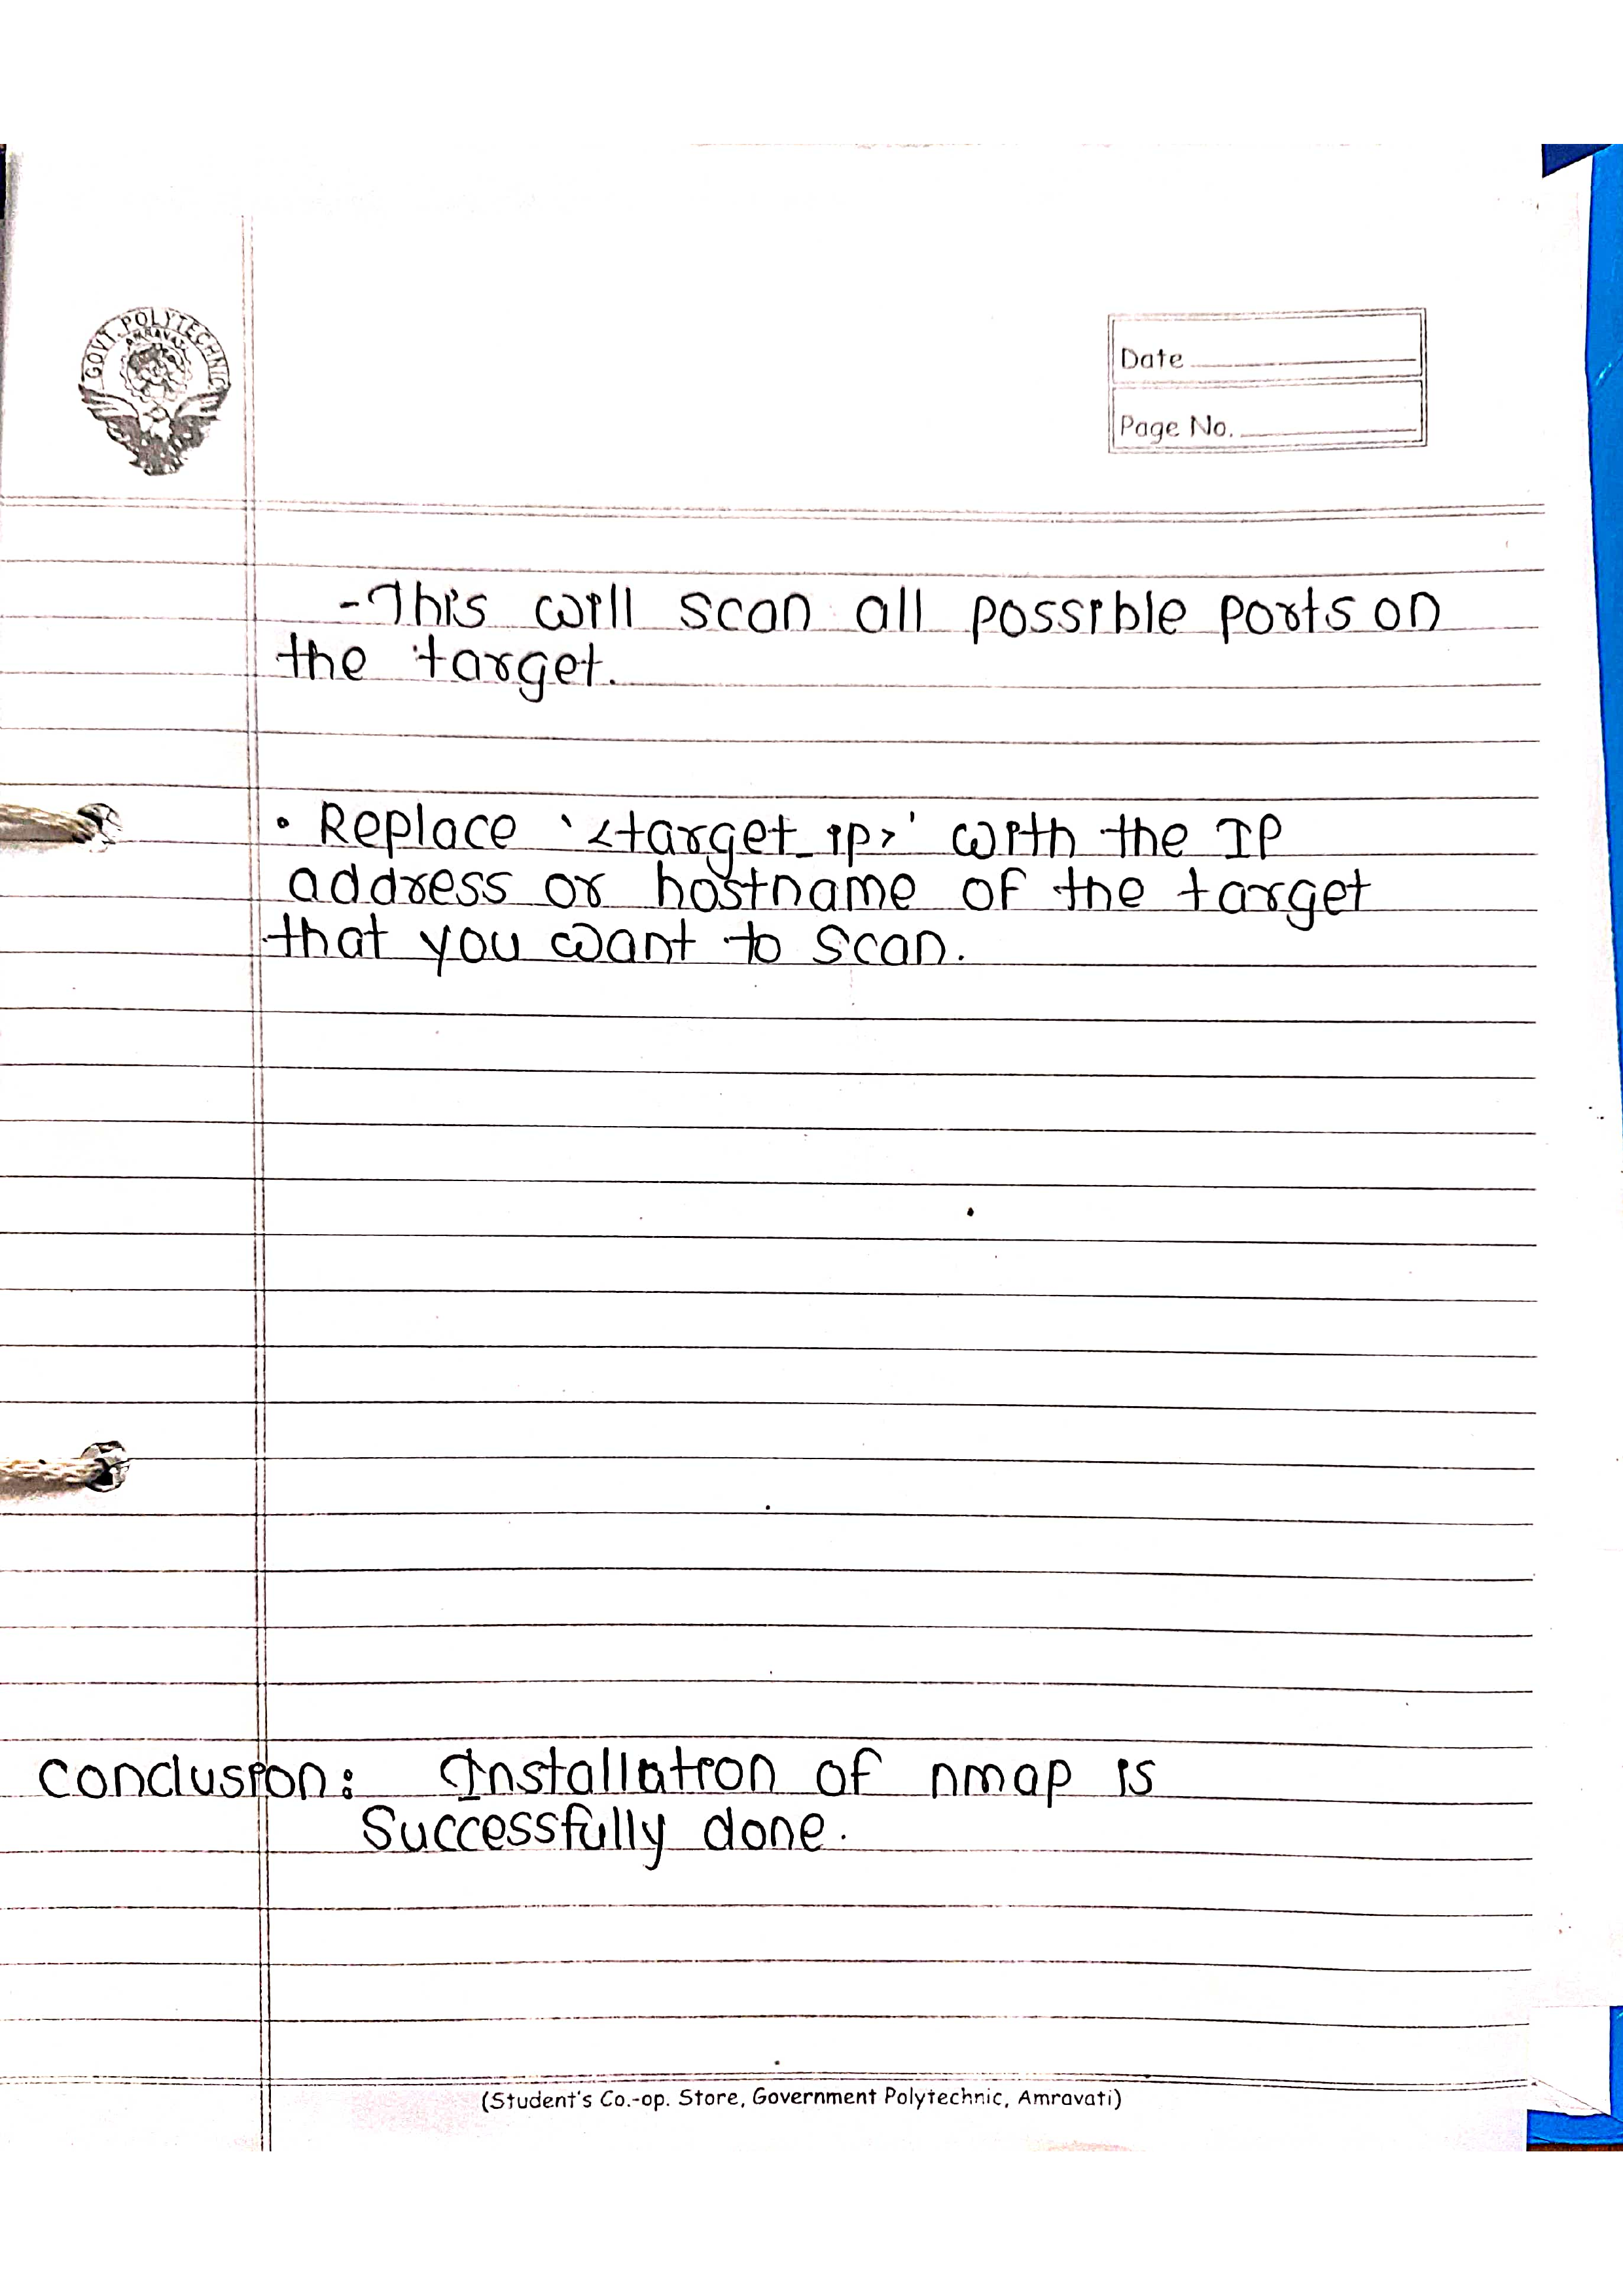 GOVT. POLYTECHNIC
AMRAVATI
Date
Page No.
-This will scan all possible ports on
the target.
• Replace '<target_ip>' with the IP
address or hostname of the target
that you want to scan.
Conclusion: Installation of nmap is
Successfully done.
(Student's Co.-op. Store, Government Polytechnic, Amravati)